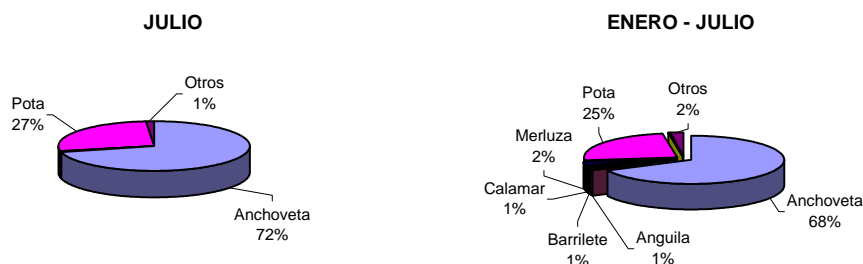 JULIO
Otros
1%
Pota
27%
Anchoveta
72%
ENERO - JULIO
Pota
25%
Otros
2%
Merluza
2%
Calamar
1%
Barrilete
1%
Anguila
1%
Anchoveta
68%